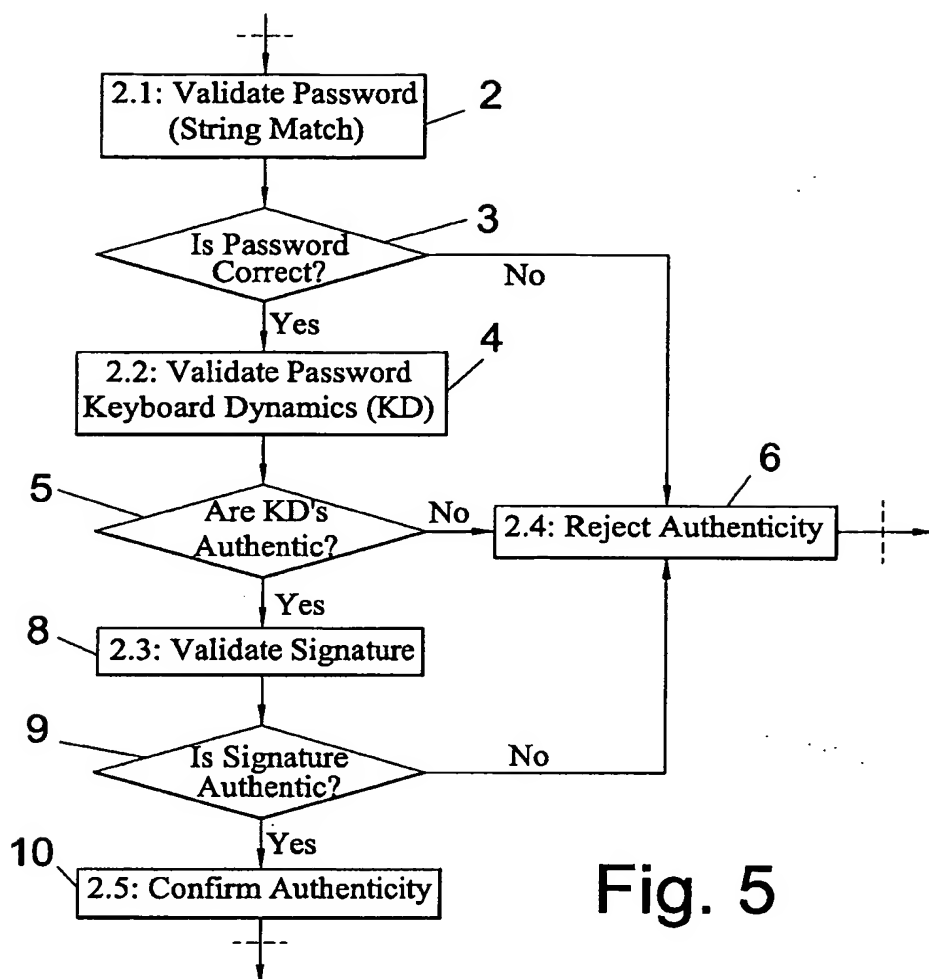 2.1: Validate Password
(String Match)
2
Is Password
Correct?
3
No
Yes
2.2: Validate Password
Keyboard Dynamics (KD)
4
5
Are KD's
Authentic?
No
6
2.4: Reject Authenticity
Yes
8
2.3: Validate Signature
9
Is Signature
Authentic?
No
Yes
10
2.5: Confirm Authenticity
Fig. 5